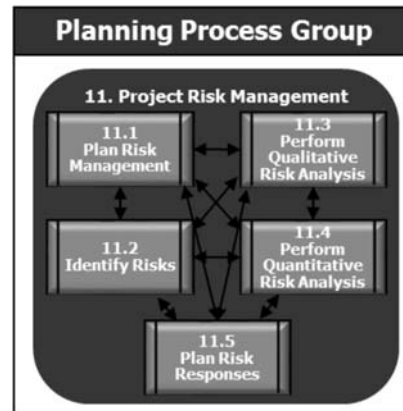 Planning Process Group
11. Project Risk Management
11.1
Plan Risk
Management
11.3
Perform
Qualitative
Risk Analysis
11.2
Identify Risks
11.4
Perform
Quantitative
Risk Analysis
11.5
Plan Risk
Responses